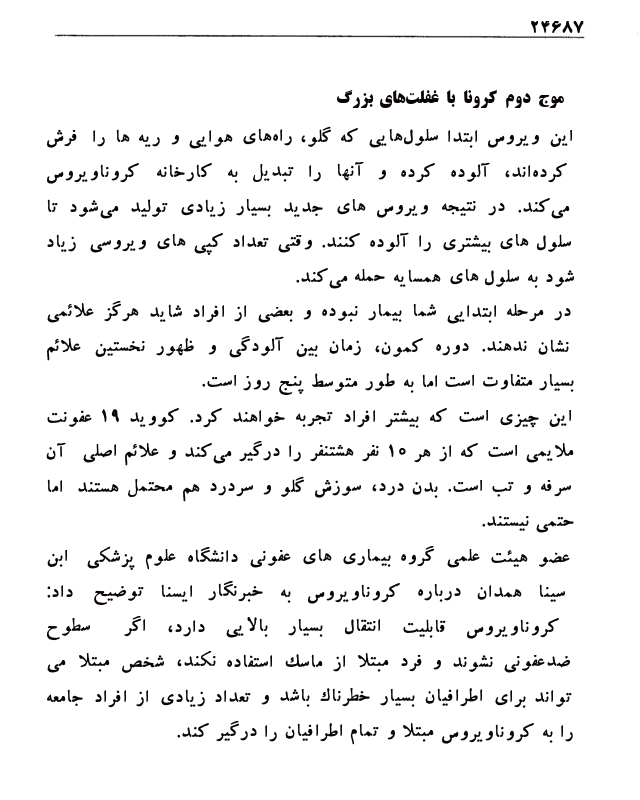 ۲۴۶۸۷
موج دوم کرونا با غفلت‌های بزرگ
این ویروس ابتدا سلول‌هایی که گلو، راه‌های هوایی و ریه ها را فرش
کرده‌اند، آلوده کرده و آنها را تبدیل به کارخانه کروناویروس
می‌کند. در نتیجه ویروس های جدید بسیار زیادی تولید می‌شود تا
سلول های بیشتری را آلوده کنند. وقتی تعداد کپی های ویروسی زیاد
شود به سلول های همسایه حمله می‌کند.
در مرحله ابتدایی شما بیمار نبوده و بعضی از افراد شاید هرگز علائمی
نشان ندهند. دوره کمون، زمان بین آلودگی و ظهور نخستین علائم
بسیار متفاوت است اما به طور متوسط پنج روز است.
این چیزی است که بیشتر افراد تجربه خواهند کرد. کووید ۱۹ عفونت
ملایمی است که از هر ۱۰ نفر هشتنفر را درگیر می‌کند و علائم اصلی آن
سرفه و تب است. بدن درد، سوزش گلو و سردرد هم محتمل هستند اما
حتمی نیستند.
عضو هیئت علمی گروه بیماری های عفونی دانشگاه علوم پزشکی ابن
سینا همدان درباره کروناویروس به خبرنگار ایسنا توضیح داد:
کروناویروس قابلیت انتقال بسیار بالایی دارد، اگر سطوح
ضدعفونی نشوند و فرد مبتلا از ماسک استفاده نکند، شخص مبتلا می
تواند برای اطرافیان بسیار خطرناک باشد و تعداد زیادی از افراد جامعه
را به کروناویروس مبتلا و تمام اطرافیان را درگیر کند.